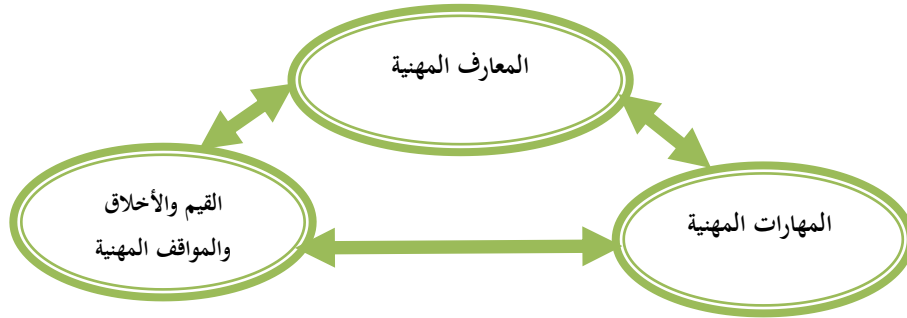 المعارف المهنية
المهارات المهنية
القيم والأخلاق
والمواقف المهنية